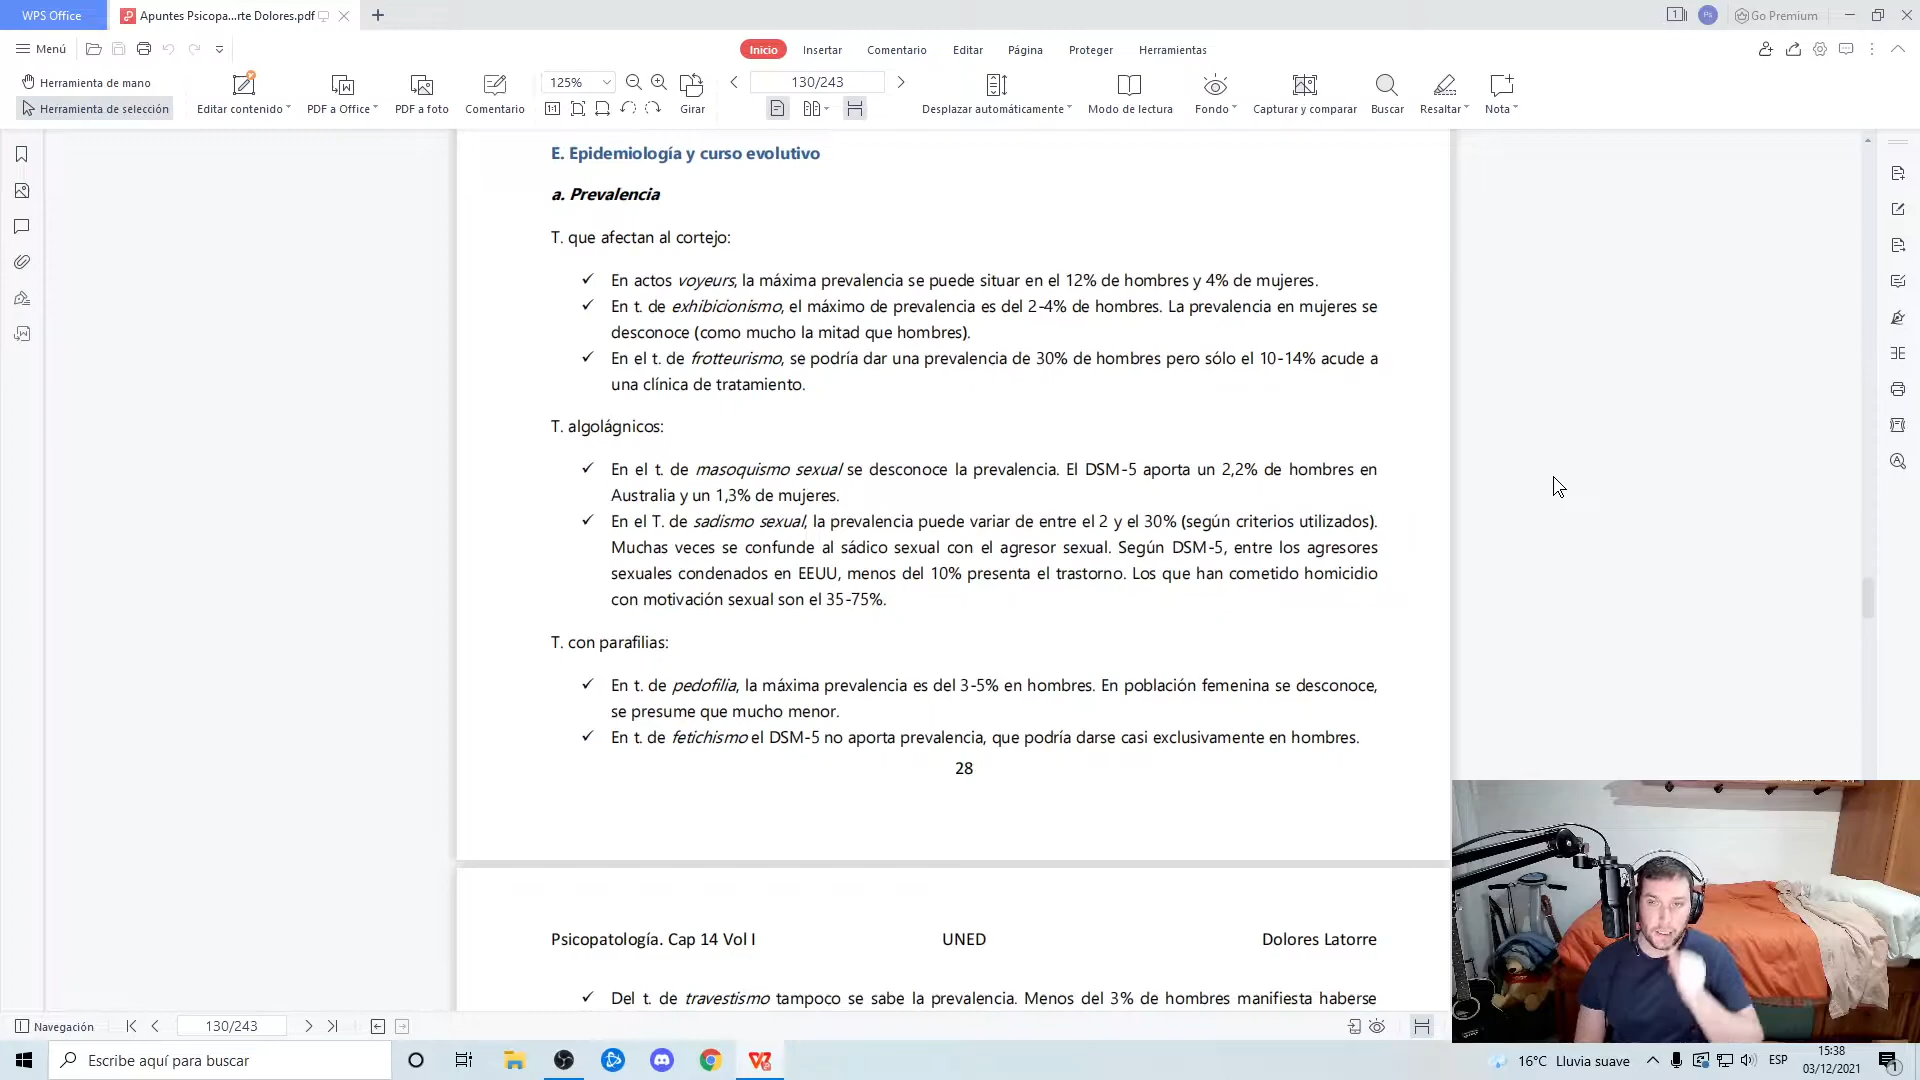 WPS Office
Apuntes Psicopa...rte Dolores.pdf
1
Ps
Go Premium
Menú
Inicio
Insertar
Comentario
Editar
Página
Proteger
Herramientas
Herramienta de mano
Herramienta de selección
Editar contenido
PDF a Office
PDF a foto
Comentario
125%
Girar
130/243
Desplazar automáticamente
Modo de lectura
Fondo
Capturar y comparar
Buscar
Resaltar
Nota
E. Epidemiología y curso evolutivo
a. Prevalencia
T. que afectan al cortejo:
✓ En actos voyeurs, la máxima prevalencia se puede situar en el 12% de hombres y 4% de mujeres.
✓ En t. de exhibicionismo, el máximo de prevalencia es del 2-4% de hombres. La prevalencia en mujeres se
desconoce (como mucho la mitad que hombres).
✓ En el t. de frotteurismo, se podría dar una prevalencia de 30% de hombres pero sólo el 10-14% acude a
una clínica de tratamiento.
T. algolágnicos:
✓ En el t. de masoquismo sexual se desconoce la prevalencia. El DSM-5 aporta un 2,2% de hombres en
Australia y un 1,3% de mujeres.
✓ En el T. de sadismo sexual, la prevalencia puede variar de entre el 2 y el 30% (según criterios utilizados).
Muchas veces se confunde al sádico sexual con el agresor sexual. Según DSM-5, entre los agresores
sexuales condenados en EEUU, menos del 10% presenta el trastorno. Los que han cometido homicidio
con motivación sexual son el 35-75%.
T. con parafilias:
✓ En t. de pedofilia, la máxima prevalencia es del 3-5% en hombres. En población femenina se desconoce,
se presume que mucho menor.
✓ En t. de fetichismo el DSM-5 no aporta prevalencia, que podría darse casi exclusivamente en hombres.
28
Psicopatología. Cap 14 Vol I
UNED
Dolores Latorre
✓ Del t. de travestismo tampoco se sabe la prevalencia. Menos del 3% de hombres manifiesta haberse
Navegación
130/243
Escribe aquí para buscar
16°C Lluvia suave
ESP
15:38
03/12/2021
1